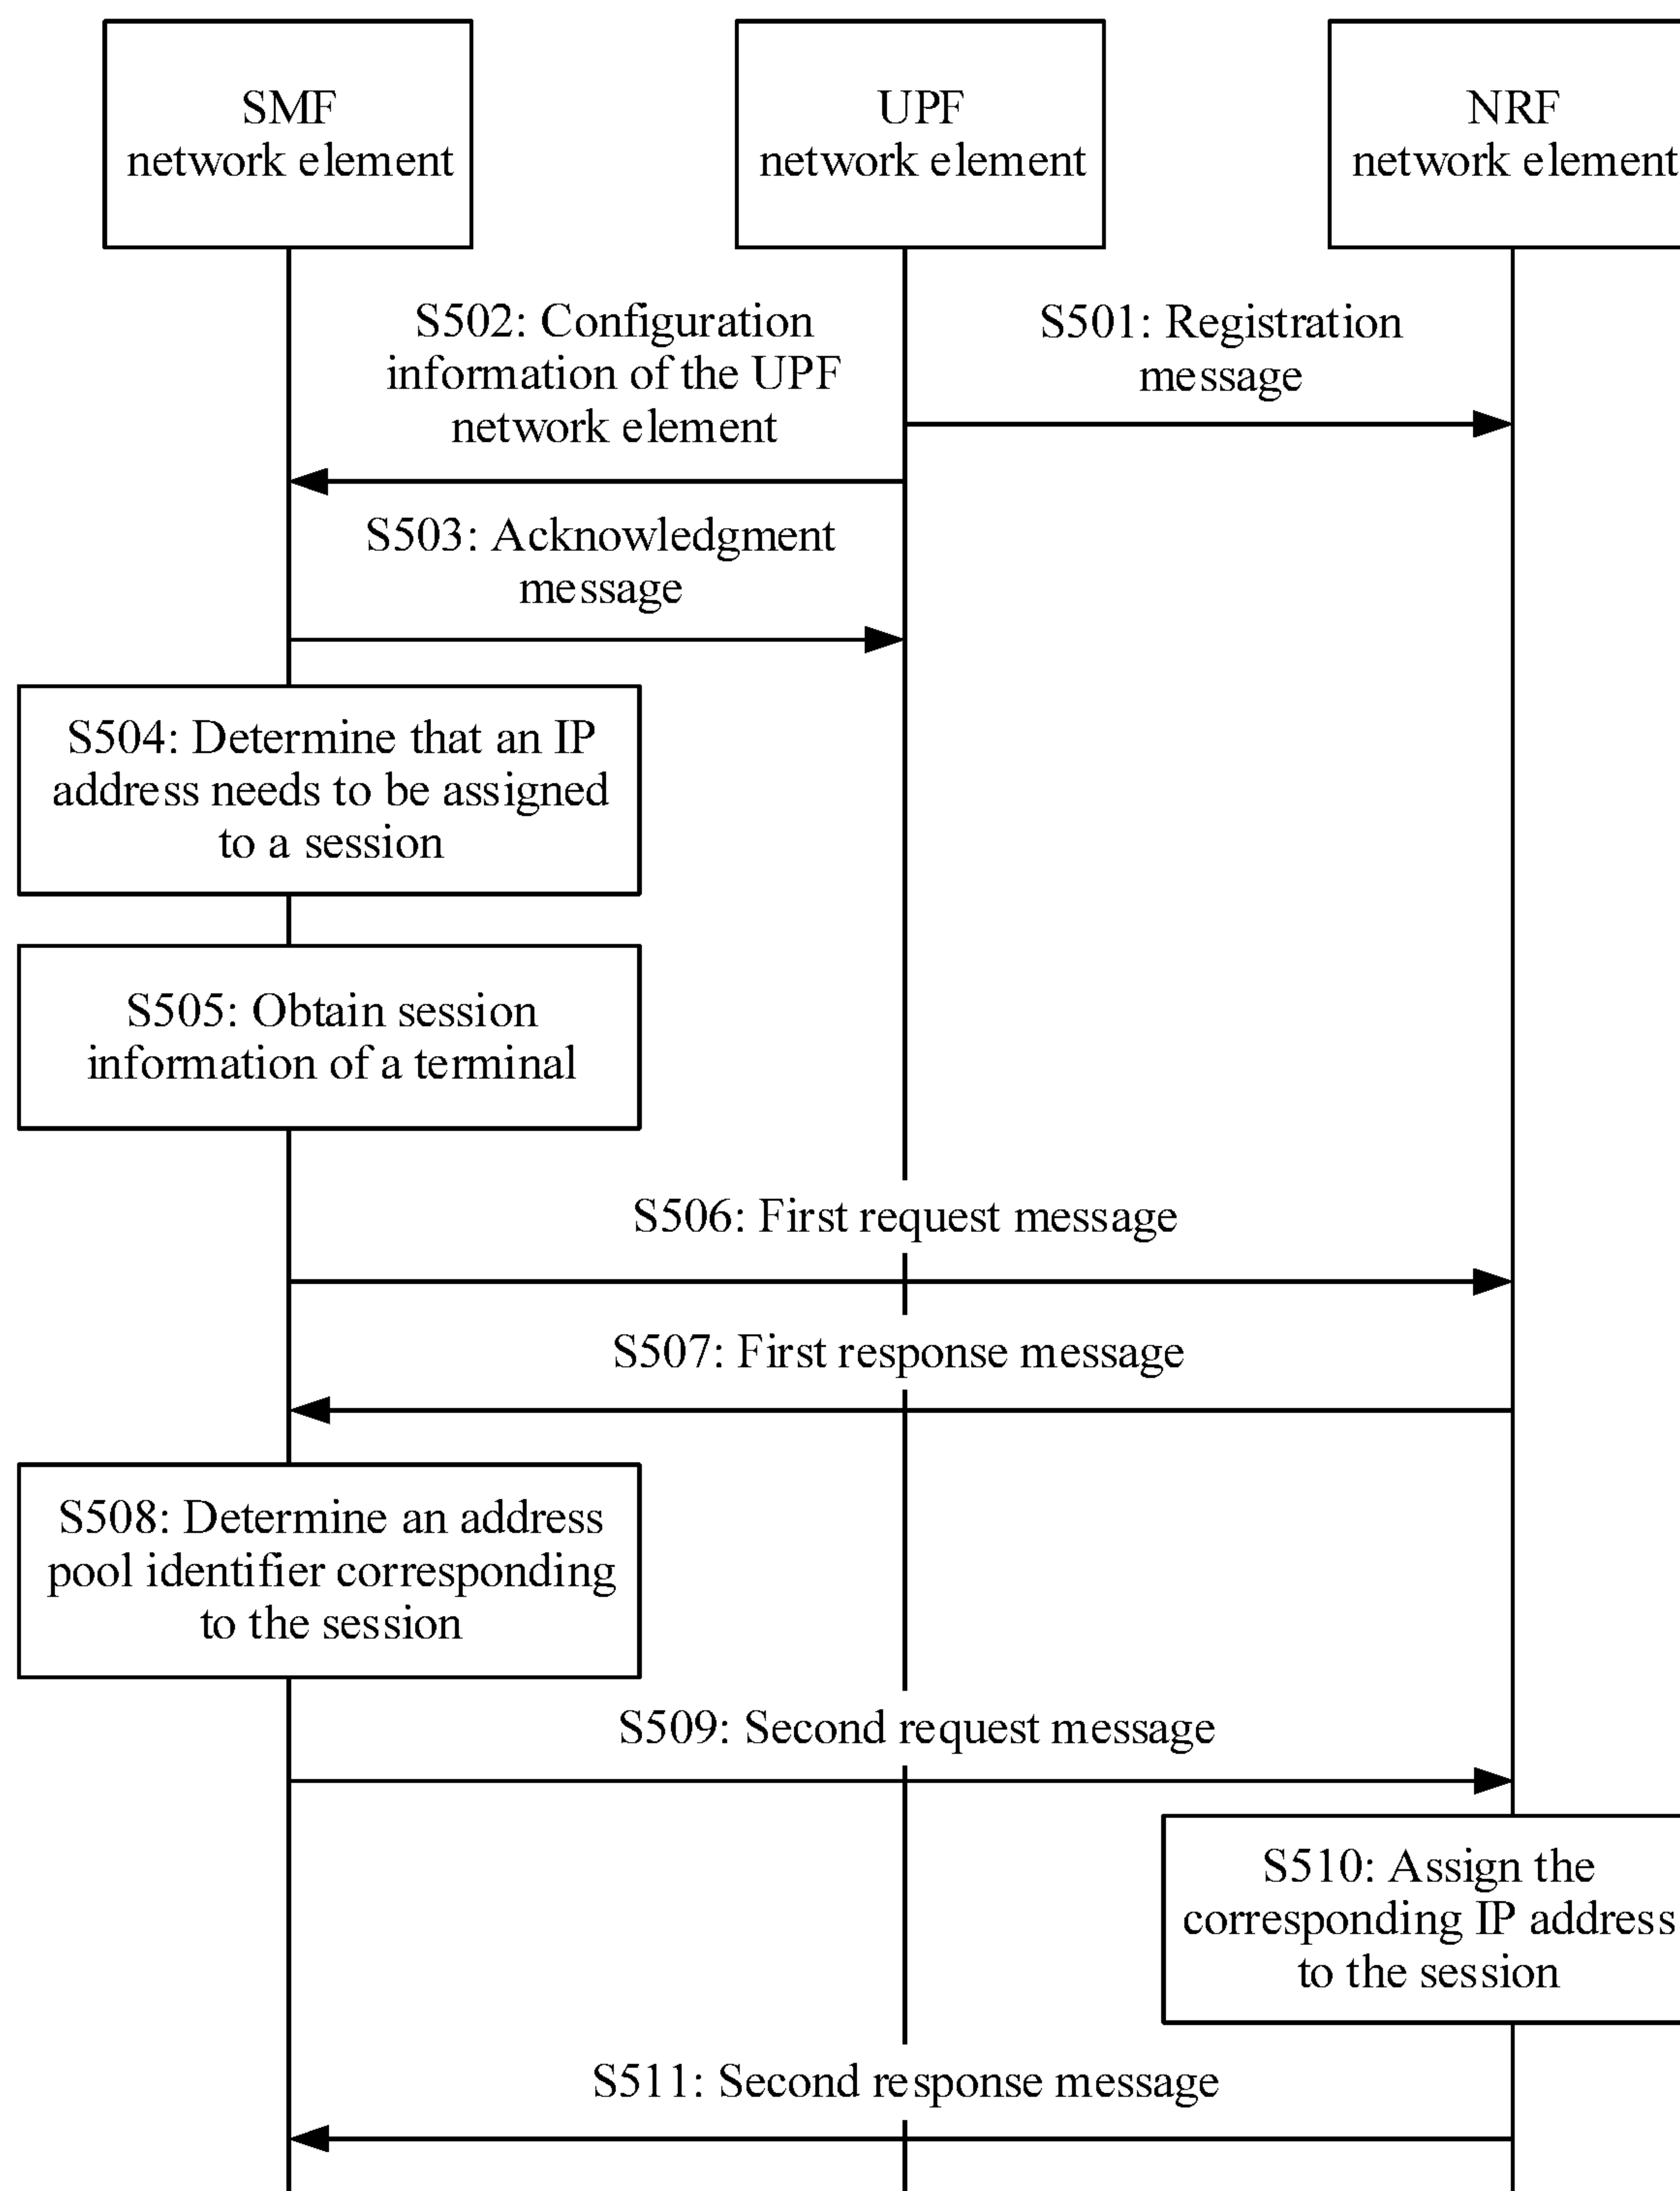 SMF
network element
UPF
network element
NRF
network element
S502: Configuration
information of the UPF
network element
S501: Registration
message
S503: Acknowledgment
message
S504: Determine that an IP
address needs to be assigned
to a session
S505: Obtain session
information of a terminal
S506: First request message
S507: First response message
S508: Determine an address
pool identifier corresponding
to the session
S509: Second request message
S510: Assign the
corresponding IP address
to the session
S511: Second response message